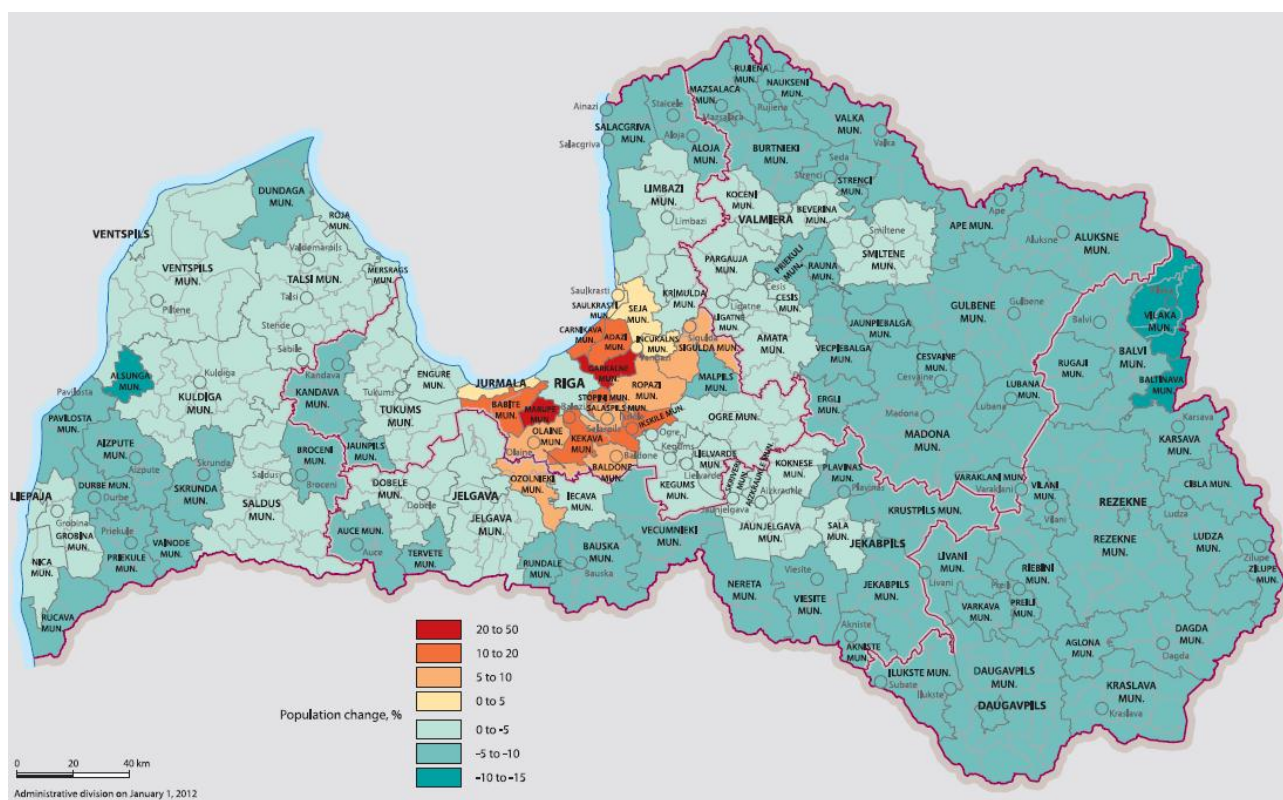 RUJIENA
MUN.
NAUKSENI
MUN.
MAZSALACA
MUN.
Rujiena
Mazsalaca
Ainazi
Staicele
SALACGRIVA
MUN.
Salacgriva
Aloja
ALOJA
MUN.
VALKA
MUN.
Valka
BURTNIEKI
MUN.
Seda
Strenci
STRENCI
MUN.
DUNDAGA
MUN.
LIMBAZI
MUN.
Limbazi
KOCENI
MUN.
VALMIERA
BEVERINA
MUN.
Smiltene
SMILTENE
MUN.
APE MUN.
Ape
Aluksne
ALUKSNE
MUN.
ROJA
MUN.
VENTSPILS
VENTSPILS
MUN.
Valdemarpils
TALSI MUN.
Talsi
MERSRAGS
MUN.
Piltene
Stende
Sabile
PARGAUJA
MUN.
PRIEKULI
MUN.
RAUNA
MUN.
Cesis
CESIS
MUN.
Ligatne
LIGATNE
MUN.
AMATA
MUN.
KRIMULDA
MUN.
Saulkrasti
SAULKRASTI
MUN.
SEJA
MUN.
CARNIKAVA
MUN.
ADAZI
MUN.
INCUKALNS
MUN.
Vangazi
Sigulda
SIGULDA MUN.
GARKALNE
MUN.
GULBENE
MUN.
Gulbene
JAUNPIEBALGA
MUN.
VECPIEBALGA
MUN.
CESVAINE
MUN.
Cesvaine
Balvi
VILAKA
MUN.
BALVI
MUN.
RUGAJI
MUN.
BALTINAVA
MUN.
LUBANA
MUN.
Lubana
ERGLI
MUN.
Madona
MADONA
MUN.
ALSUNGA
MUN.
Kuldiga
KULDIGA
MUN.
Pavilosta
PAVILOSTA
MUN.
Kandava
KANDAVA
MUN.
Tukums
TUKUMS
MUN.
ENGURE
MUN.
JURMALA
RIGA
BABITE
MUN.
MARUPE
MUN.
STOPINI MUN.
SALASPILS MUN.
ROPAZI
MUN.
MALPILS
MUN.
IKSKILE MUN.
OLAINE
MUN.
Olaine
KEKAVA
MUN.
Baldone
BALDONE
MUN.
OGRE MUN.
Ogre
Kegums
LIELVARDE
MUN.
Lielvarde
KEGUMS
MUN.
SKRIVERI
MUN.
AIZKRAUKLE MUN.
Aizkraukle
KOKNESE
MUN.
PLAVINAS
MUN.
Plavinas
AIZPUTE
MUN.
Aizpute
DURBE MUN.
Durbe
Skrunda
SKRUNDA
MUN.
Saldus
SALDUS
MUN.
BROCENI
MUN.
Broceni
JAUNPILS
MUN.
DOBELE
MUN.
Dobele
JELGAVA
JELGAVA
MUN.
OZOLNIEKI
MUN.
IECAVA
MUN.
VECUMNIEKI
MUN.
Jaunjelgava
JAUNJELGAVA
MUN.
SALA
MUN.
JEKABPILS
KRUSTPILS MUN.
VARAKLANI MUN.
Varaklani
VILANI
MUN.
Vilani
KARSAVA
MUN.
Karsava
CIBLA MUN.
REZEKNE
REZEKNE
MUN.
Ludza
LUDZA
MUN.
Zilupe
ZILUPE
MUN.
LIEPAJA
Grobina
GROBINA
MUN.
NICA
MUN.
Priekule
PRIEKULE
MUN.
VAINODE
MUN.
RUCAVA
MUN.
AUCE MUN.
Auce
TERVETE
MUN.
RUNDALE
MUN.
BAUSKA
MUN.
Bauska
NERETA
MUN.
Viesite
VIESITE
MUN.
JEKABPILS
MUN.
Akniste
AKNISTE
MUN.
LIVANI
MUN.
Livani
Preili
RIEBINI
MUN.
PREILI
MUN.
VARKAVA
MUN.
AGLONA
MUN.
DAGDA
MUN.
Dagda
ILUKSTE MUN.
Subate
Ilukste
DAUGAVPILS
MUN.
DAUGAVPILS
KRASLAVA
MUN.
Kraslava
Population change, %
20 to 50
10 to 20
5 to 10
0 to 5
0 to -5
-5 to -10
-10 to -15
0 20 40 km
Administrative division on January 1, 2012